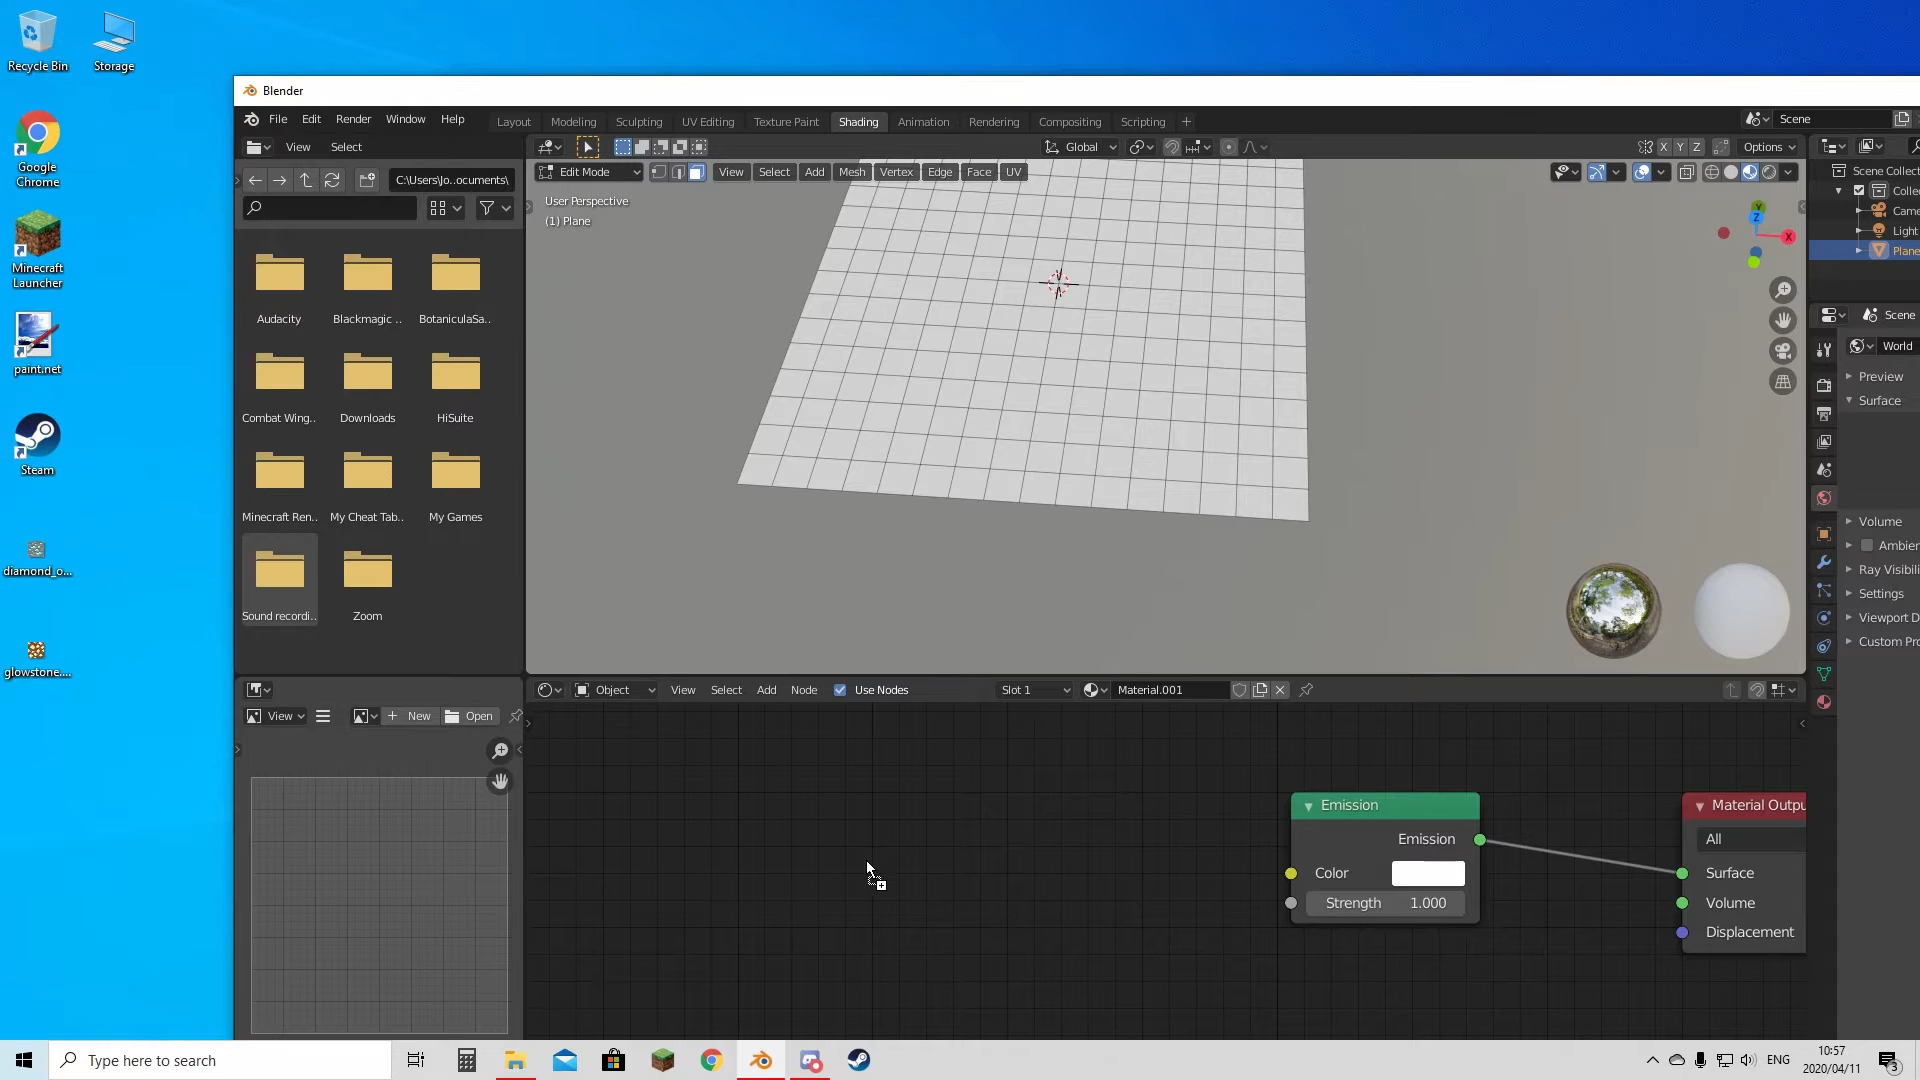 Recycle Bin
Storage
Google
Chrome
Minecraft
Launcher
paint.net
Steam
diamond_o...
glowstone....
Blender
File Edit Render Window Help
Layout Modeling Sculpting UV Editing Texture Paint Shading Animation Rendering Compositing Scripting +
Scene
View Select
Global
X Y Z
Options
C:\Users\Jo..ocuments\
Edit Mode
View Select Add Mesh Vertex Edge Face UV
User Perspective
(1) Plane
Y
Z
X
Audacity
Blackmagic ..
BotaniculaSa..
Combat Wing..
Downloads
HiSuite
Minecraft Ren..
My Cheat Tab..
My Games
Sound recordi..
Zoom
Scene Collect
Collec
Came
Light
Plane
Scene
World
Preview
Surface
Volume
Ambien
Ray Visibili
Settings
Viewport D
Custom Pro
Object
View Select Add Node
Use Nodes
Slot 1
Material.001
View
New
Open
Emission
Emission
Color
Strength 1.000
Material Outpu
All
Surface
Volume
Displacement
Type here to search
ENG
10:57
2020/04/11
3